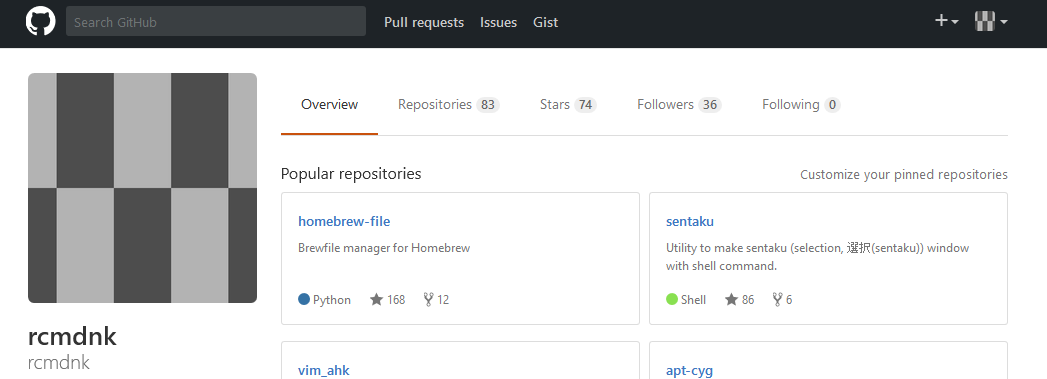 Search GitHub
Pull requests Issues Gist
Overview Repositories 83 Stars 74 Followers 36 Following 0
Popular repositories
Customize your pinned repositories
homebrew-file
Brewfile manager for Homebrew
Python 168 12
sentaku
Utility to make sentaku (selection, 選択(sentaku)) window
with shell command.
Shell 86 6
rcmdnk
rcmdnk
vim_ahk
apt-cyg